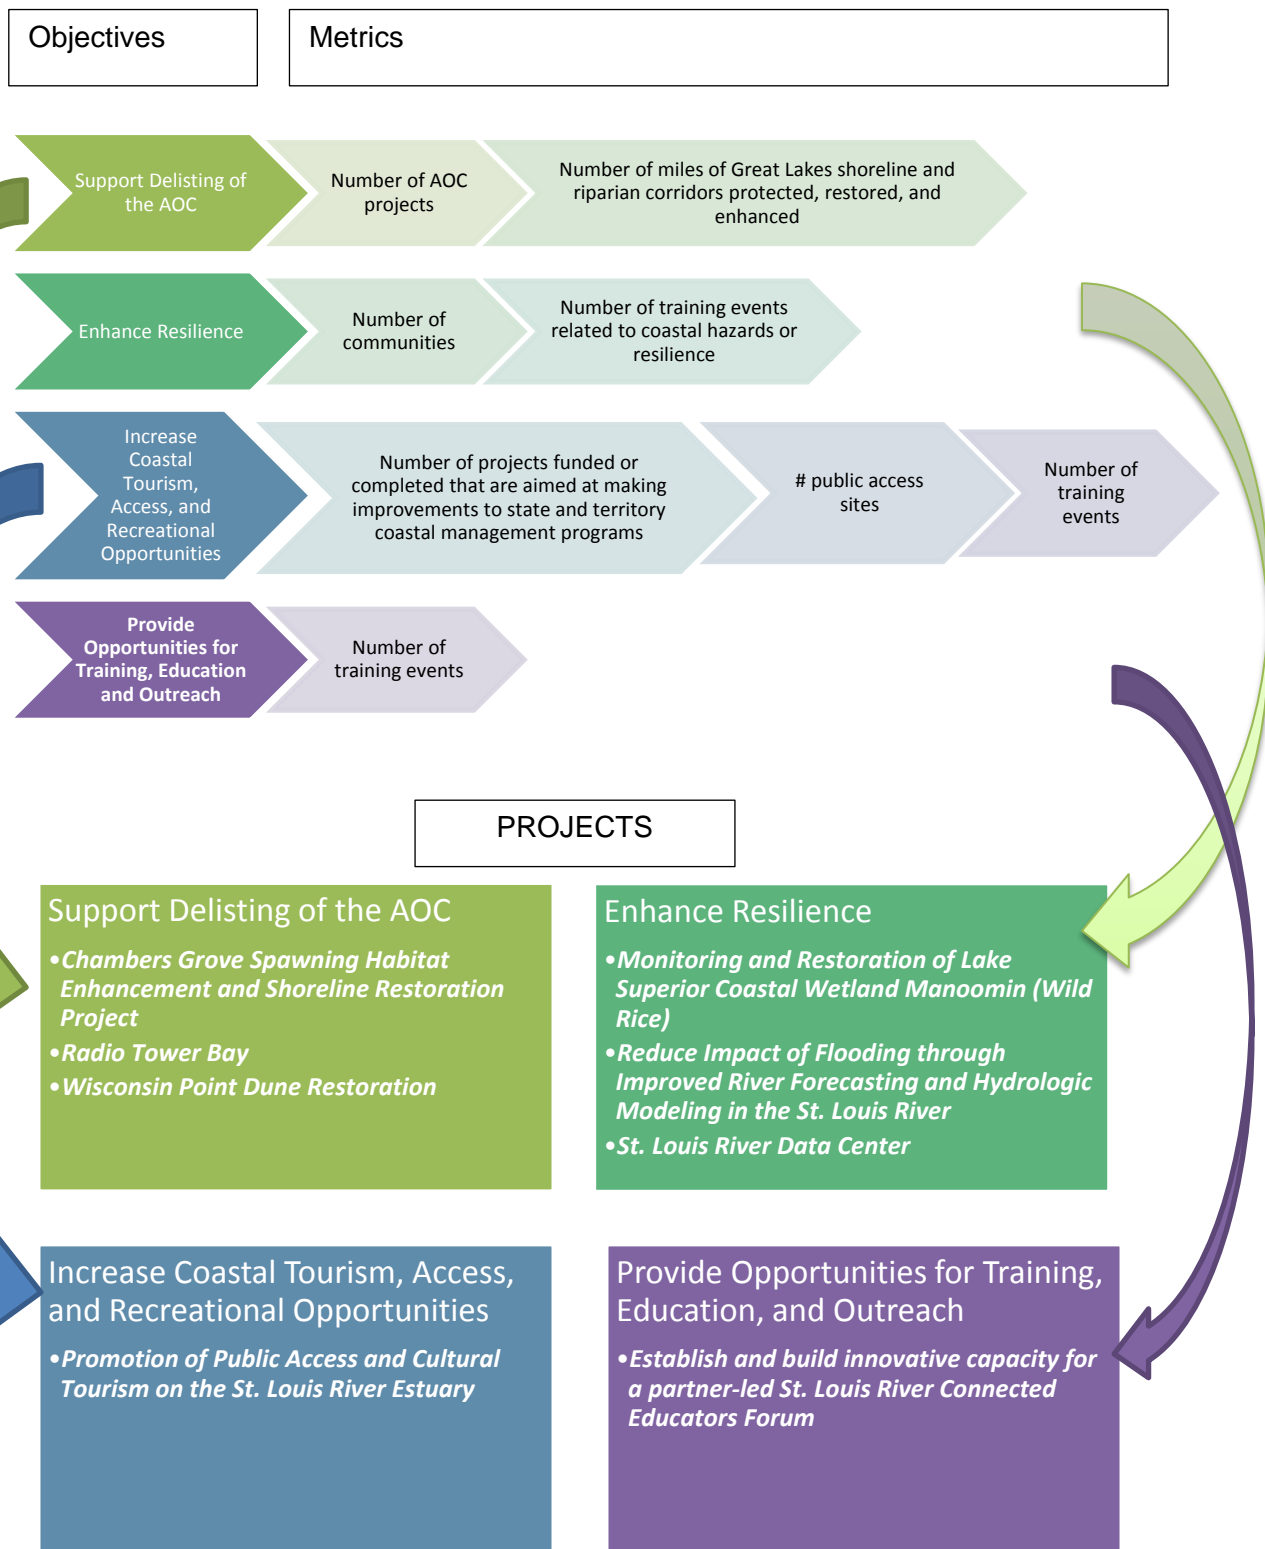 Objectives
Metrics
Support Delisting of
the AOC
Number of AOC
projects
Number of miles of Great Lakes shoreline and
riparian corridors protected, restored, and
enhanced
Enhance Resilience
Number of
communities
Number of training events
related to coastal hazards or
resilience
Increase
Coastal
Tourism,
Access, and
Recreational
Opportunities
Number of projects funded or
completed that are aimed at making
improvements to state and territory
coastal management programs
# public access
sites
Number of
training
events
Provide
Opportunities for
Training, Education
and Outreach
Number of
training events
PROJECTS
Support Delisting of the AOC
•Chambers Grove Spawning Habitat
Enhancement and Shoreline Restoration
Project
•Radio Tower Bay
•Wisconsin Point Dune Restoration
Enhance Resilience
•Monitoring and Restoration of Lake
Superior Coastal Wetland Manoomin (Wild
Rice)
•Reduce Impact of Flooding through
Improved River Forecasting and Hydrologic
Modeling in the St. Louis River
•St. Louis River Data Center
Increase Coastal Tourism, Access,
and Recreational Opportunities
•Promotion of Public Access and Cultural
Tourism on the St. Louis River Estuary
Provide Opportunities for Training,
Education, and Outreach
•Establish and build innovative capacity for
a partner-led St. Louis River Connected
Educators Forum